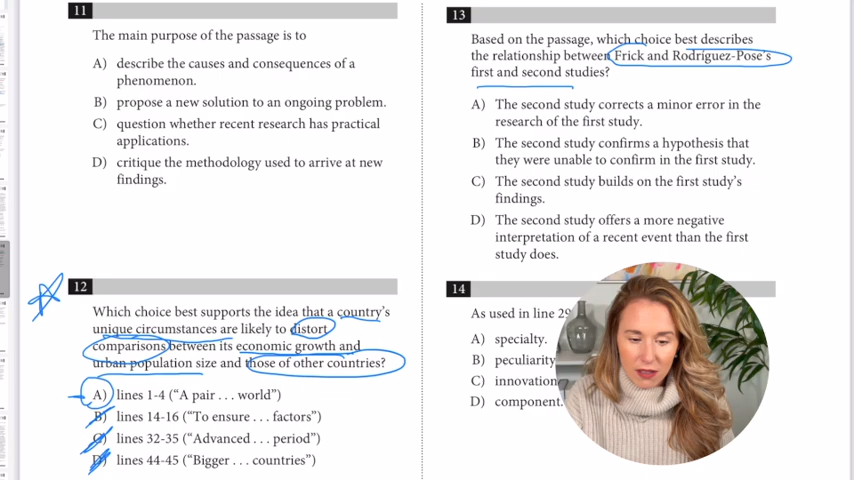 11
The main purpose of the passage is to
A) describe the causes and consequences of a
phenomenon.
B) propose a new solution to an ongoing problem.
C) question whether recent research has practical
applications.
D) critique the methodology used to arrive at new
findings.
12
Which choice best supports the idea that a country's
unique circumstances are likely to distort
comparisons between its economic growth and
urban population size and those of other countries?
A) lines 1-4 (“A pair . . . world”)
B) lines 14-16 (“To ensure . . . factors”)
C) lines 32-35 (“Advanced . . . period”)
D) lines 44-45 (“Bigger . . . countries”)
13
Based on the passage, which choice best describes
the relationship between Frick and Rodríguez-Pose's
first and second studies?
A) The second study corrects a minor error in the
research of the first study.
B) The second study confirms a hypothesis that
they were unable to confirm in the first study.
C) The second study builds on the first study's
findings.
D) The second study offers a more negative
interpretation of a recent event than the first
study does.
14
As used in line 29
A) specialty.
B) peculiarity
C) innovation
D) component.